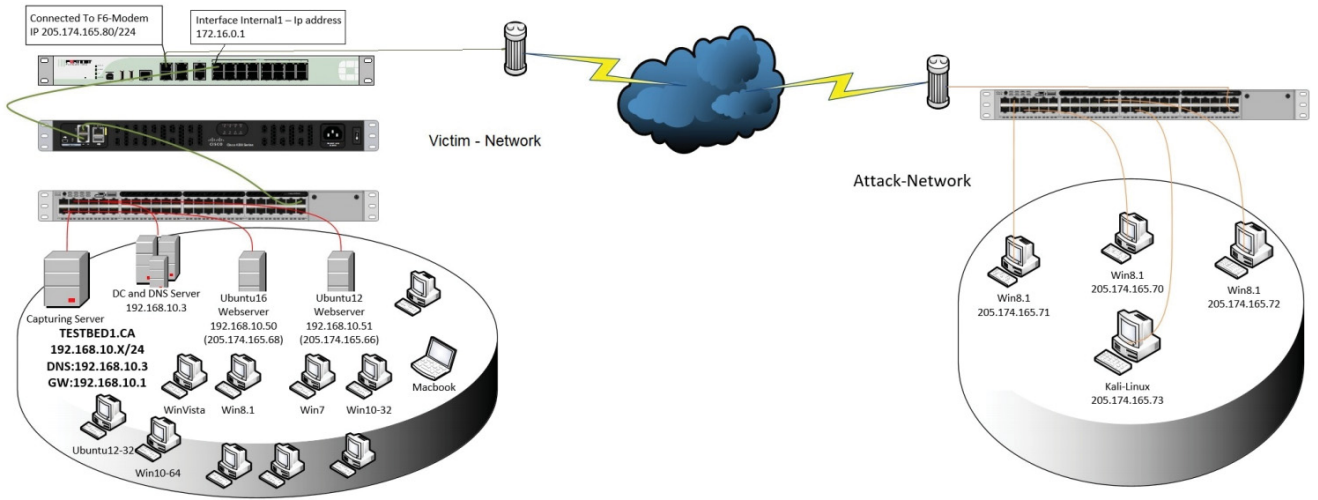 Connected To F6-Modem
IP 205.174.165.80/224
Interface Internal1 – Ip address
172.16.0.1
Victim - Network
Attack-Network
Capturing Server
DC and DNS Server
192.168.10.3
Ubuntu16
Webserver
192.168.10.50
(205.174.165.68)
Ubuntu12
Webserver
192.168.10.51
(205.174.165.66)
TESTBED1.CA
192.168.10.X/24
DNS:192.168.10.3
GW:192.168.10.1
WinVista
Win8.1
Win7
Win10-32
Macbook
Ubuntu12-32
Win10-64
Win8.1
205.174.165.71
Win8.1
205.174.165.70
Win8.1
205.174.165.72
Kali-Linux
205.174.165.73